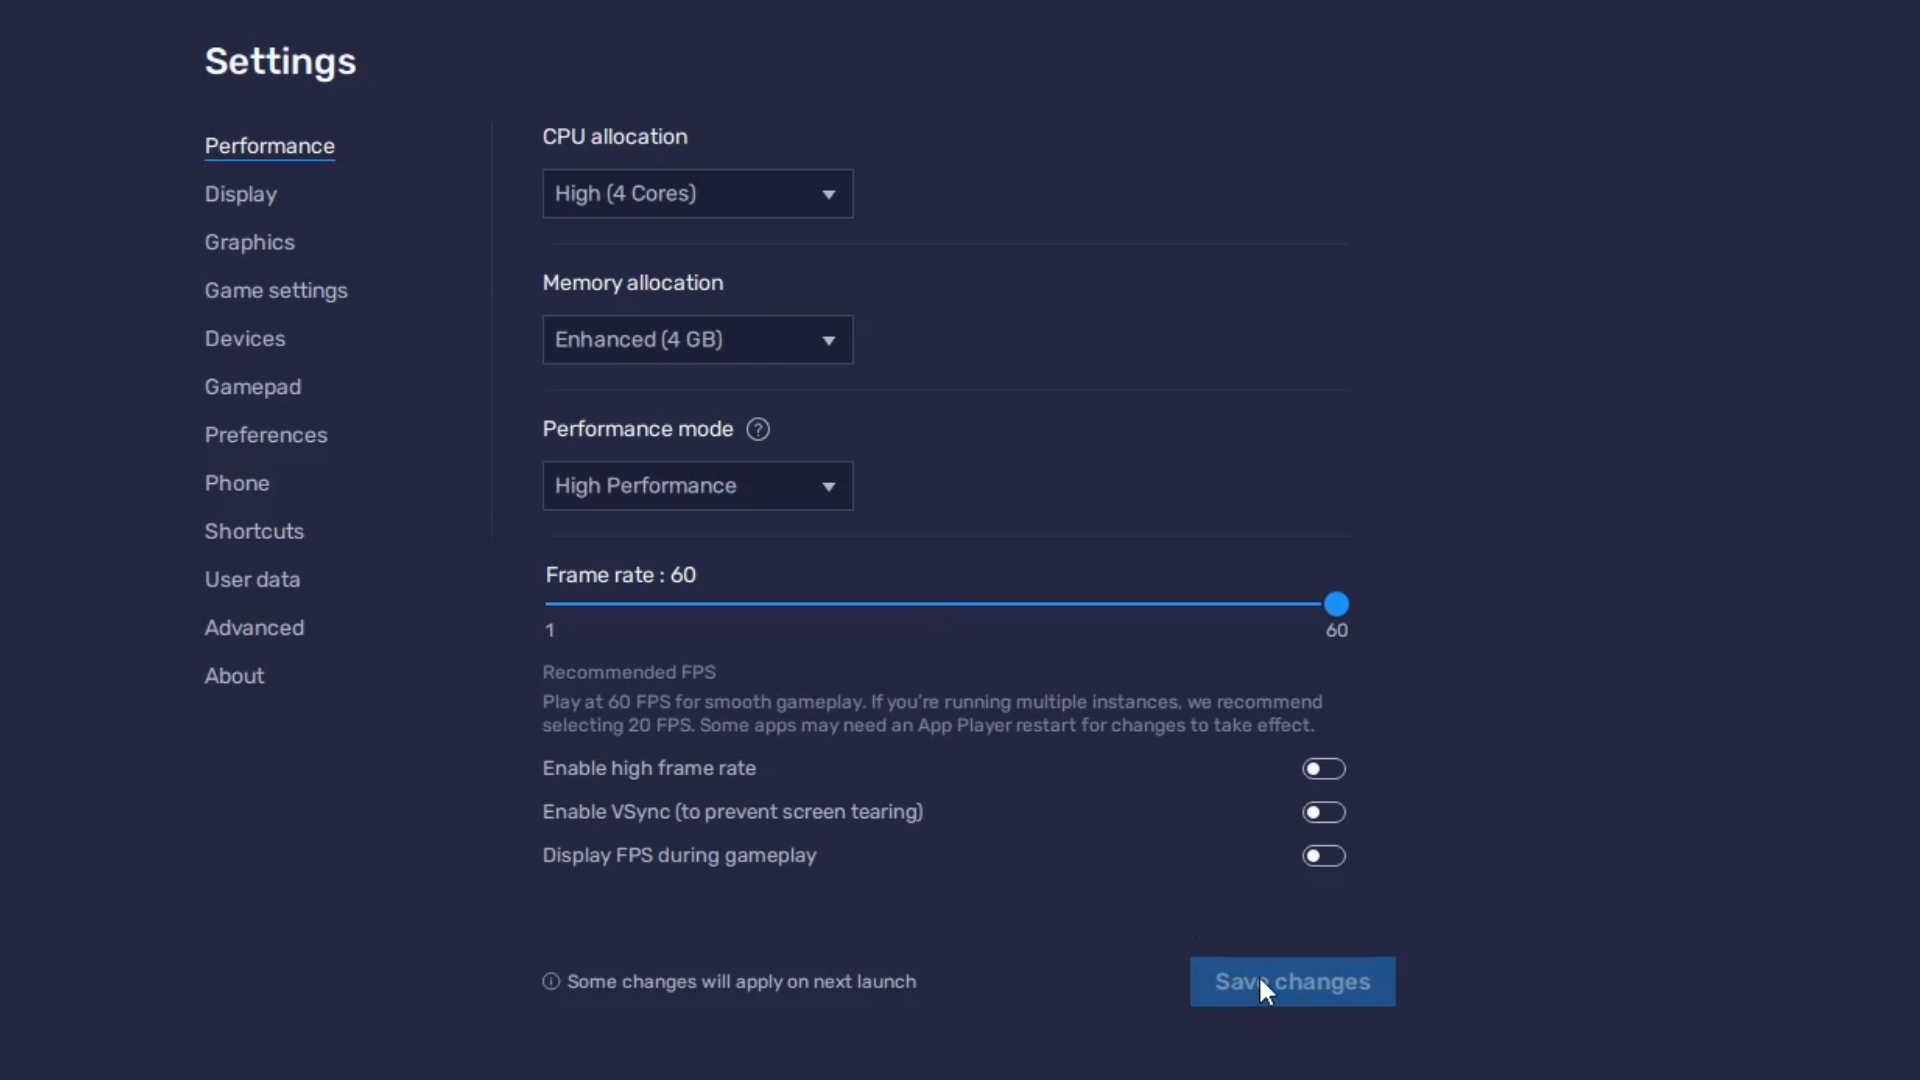 Settings
Performance
Display
Graphics
Game settings
Devices
Gamepad
Preferences
Phone
Shortcuts
User data
Advanced
About
CPU allocation
High (4 Cores)
Memory allocation
Enhanced (4 GB)
Performance mode ?
High Performance
Frame rate : 60
1
60
Recommended FPS
Play at 60 FPS for smooth gameplay. If you're running multiple instances, we recommend
selecting 20 FPS. Some apps may need an App Player restart for changes to take effect.
Enable high frame rate
Enable VSync (to prevent screen tearing)
Display FPS during gameplay
Some changes will apply on next launch
Save changes